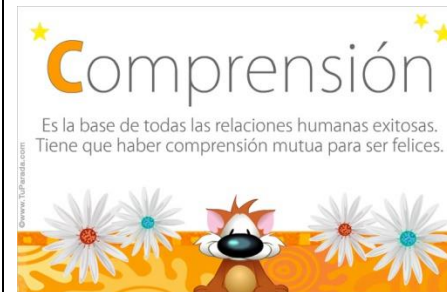 Comprensión
Es la base de todas las relaciones humanas exitosas.
Tiene que haber comprensión mutua para ser felices.
©www.TuParada.com